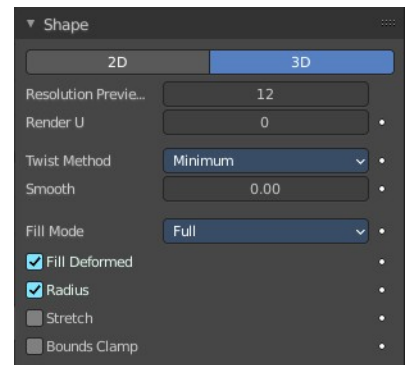 Shape
2D 3D
Resolution Previe... 12
Render U 0
Twist Method Minimum
Smooth 0.00
Fill Mode Full
Fill Deformed
Radius
Stretch
Bounds Clamp